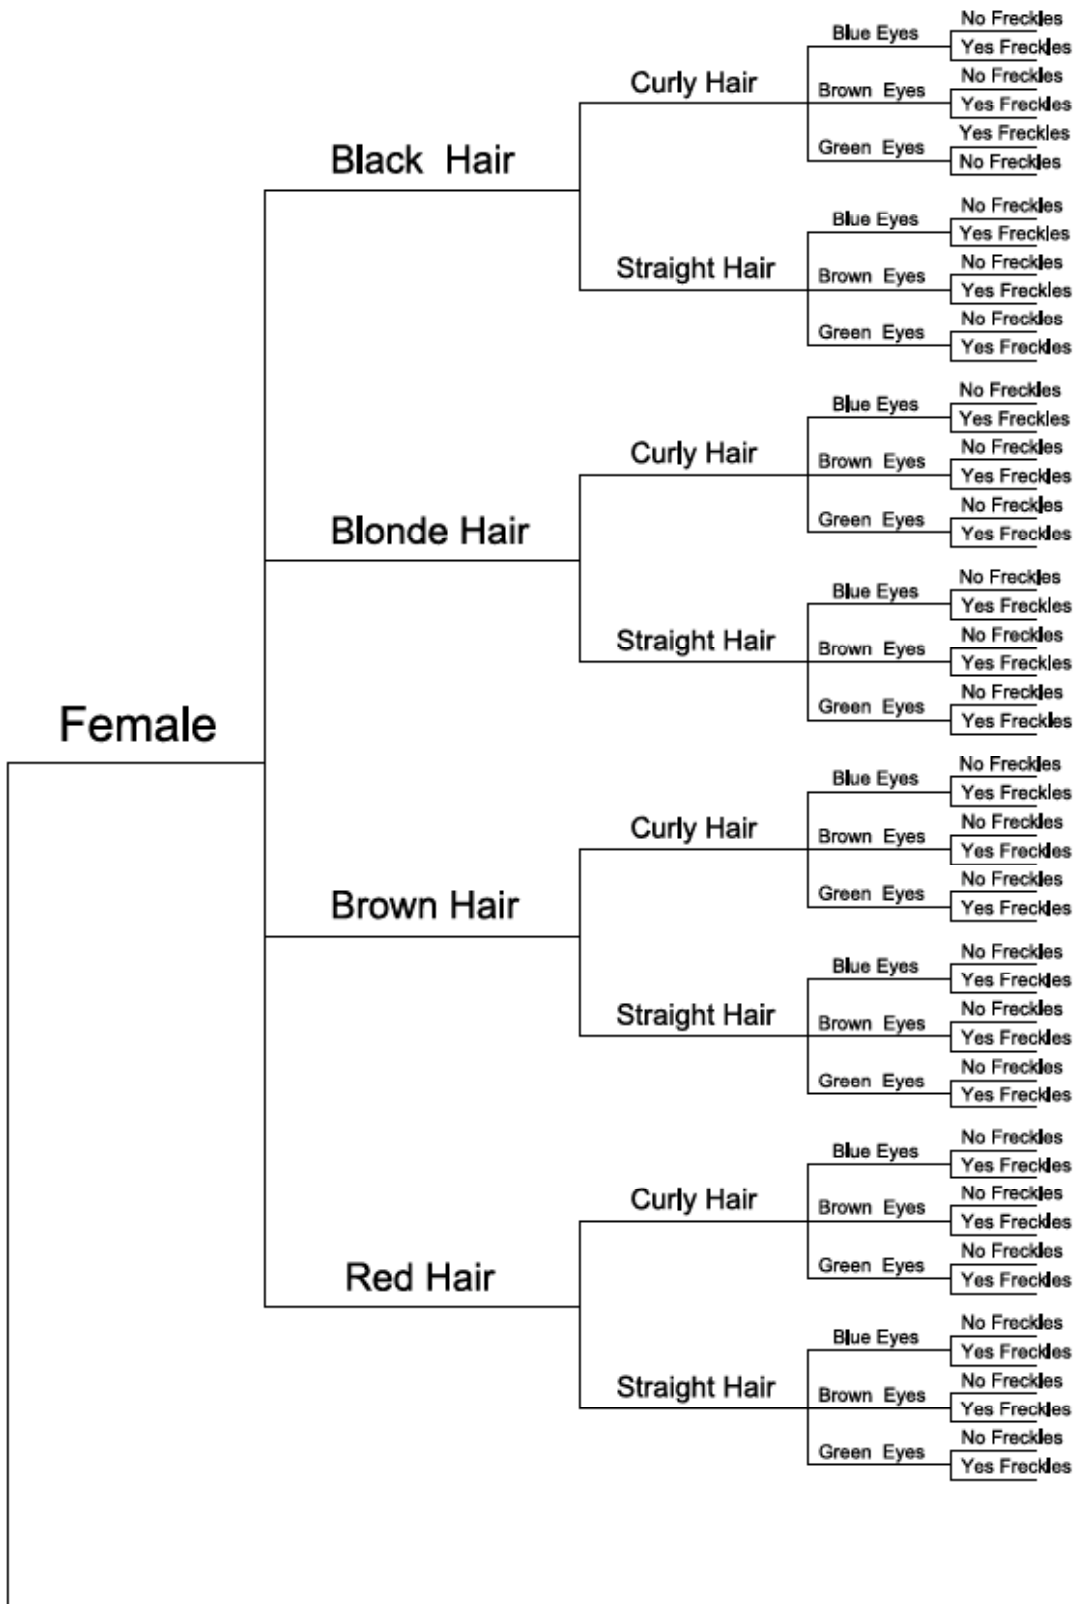 No Freckles
Blue Eyes
Yes Freckles
No Freckles
Curly Hair
Brown Eyes
Yes Freckles
Yes Freckles
Green Eyes
No Freckles
Black Hair
No Freckles
Blue Eyes
Yes Freckles
No Freckles
Straight Hair
Brown Eyes
Yes Freckles
No Freckles
Green Eyes
Yes Freckles
No Freckles
Blue Eyes
Yes Freckles
No Freckles
Curly Hair
Brown Eyes
Yes Freckles
No Freckles
Green Eyes
Yes Freckles
Blonde Hair
No Freckles
Blue Eyes
Yes Freckles
No Freckles
Straight Hair
Brown Eyes
Yes Freckles
No Freckles
Green Eyes
Yes Freckles
Female
No Freckles
Blue Eyes
Yes Freckles
No Freckles
Curly Hair
Brown Eyes
Yes Freckles
No Freckles
Green Eyes
Yes Freckles
Brown Hair
No Freckles
Blue Eyes
Yes Freckles
No Freckles
Straight Hair
Brown Eyes
Yes Freckles
No Freckles
Green Eyes
Yes Freckles
No Freckles
Blue Eyes
Yes Freckles
No Freckles
Curly Hair
Brown Eyes
Yes Freckles
No Freckles
Green Eyes
Yes Freckles
Red Hair
No Freckles
Blue Eyes
Yes Freckles
No Freckles
Straight Hair
Brown Eyes
Yes Freckles
No Freckles
Green Eyes
Yes Freckles